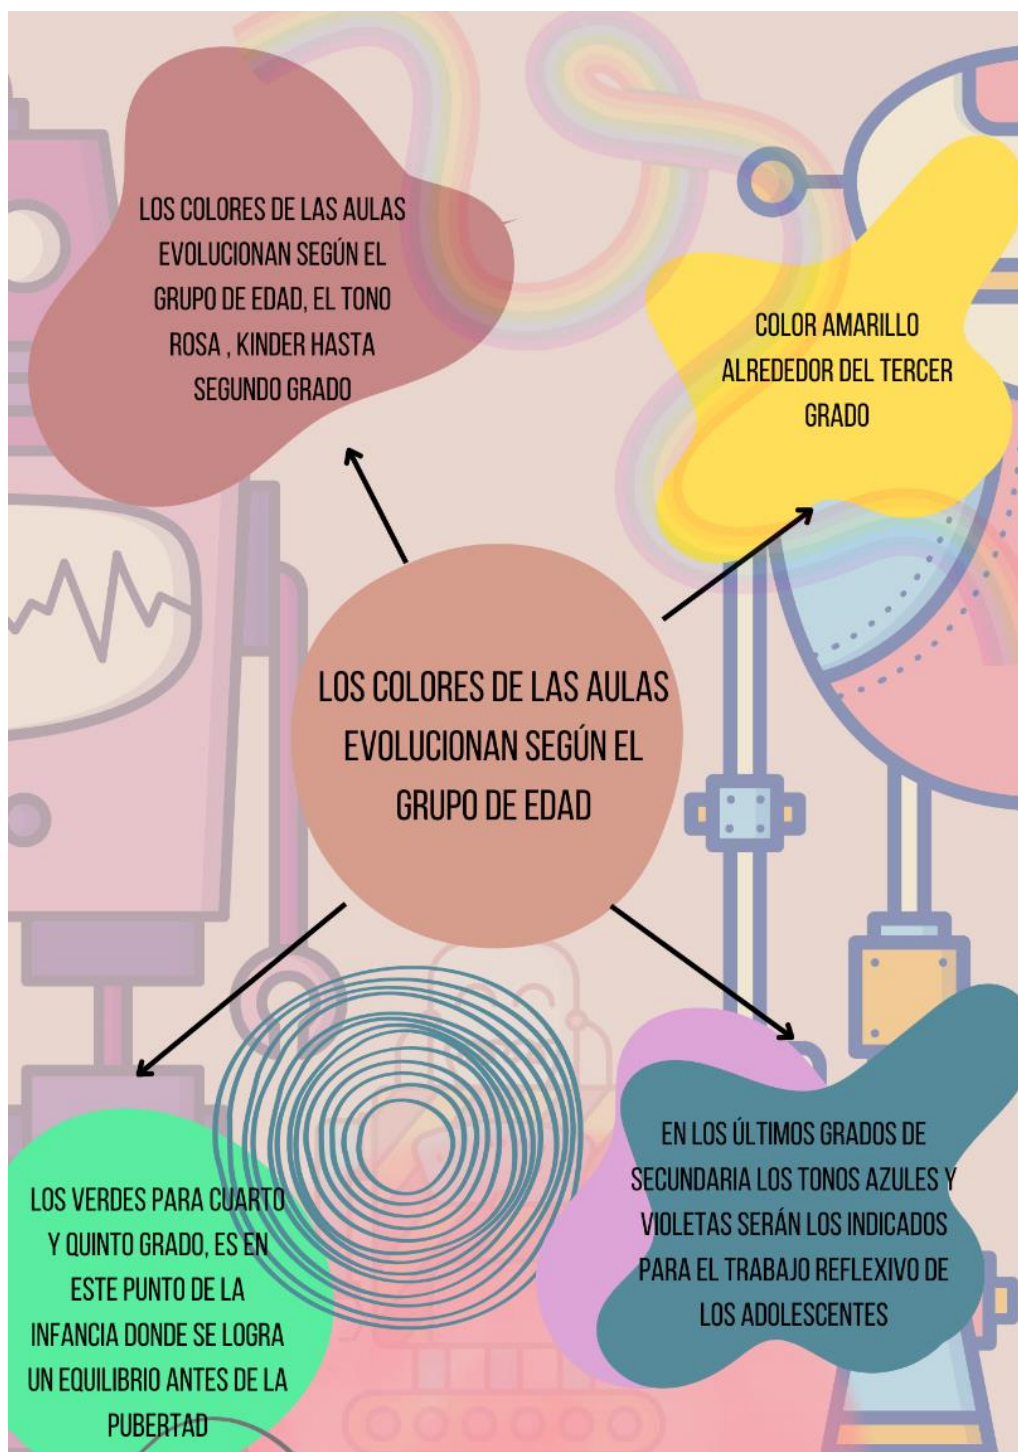 LOS COLORES DE LAS AULAS
EVOLUCIONAN SEGÚN EL
GRUPO DE EDAD, EL TONO
ROSA , KINDER HASTA
SEGUNDO GRADO
COLOR AMARILLO
ALREDEDOR DEL TERCER
GRADO
LOS COLORES DE LAS AULAS
EVOLUCIONAN SEGÚN EL
GRUPO DE EDAD
LOS VERDES PARA CUARTO
Y QUINTO GRADO, ES EN
ESTE PUNTO DE LA
INFANCIA DONDE SE LOGRA
UN EQUILIBRIO ANTES DE LA
PUBERTAD
EN LOS ÚLTIMOS GRADOS DE
SECUNDARIA LOS TONOS AZULES Y
VIOLETAS SERÁN LOS INDICADOS
PARA EL TRABAJO REFLEXIVO DE
LOS ADOLESCENTES